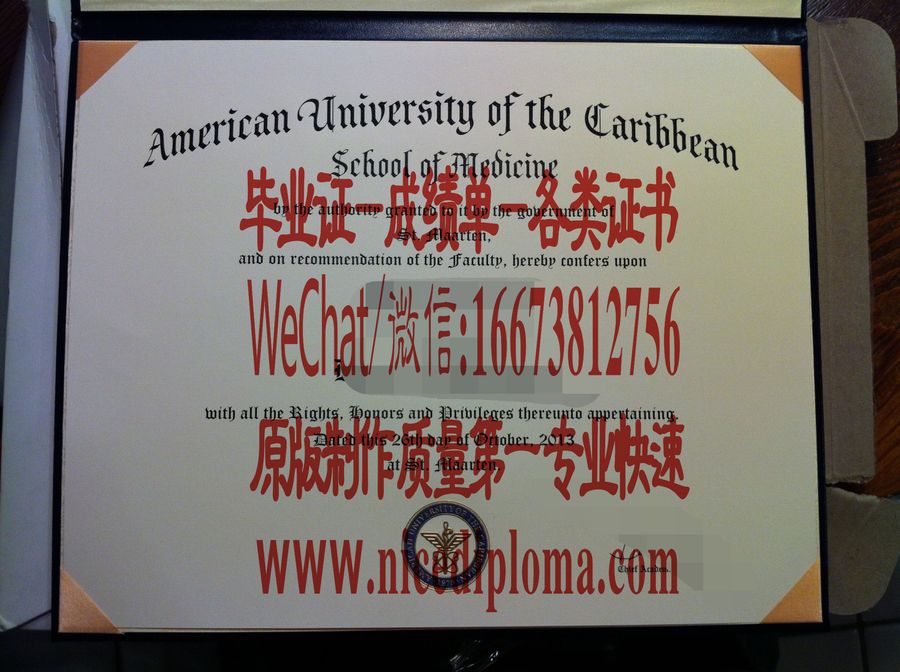 American University of the Caribbean
School of Medicine
毕业证一成绩单一各类证书
by the authority granted to it by the government of
St. Maarten,
and on recommendation of the Faculty, hereby confers upon
WeChat/微信:16673812756
with all the Rights, Honors and Privileges thereunto appertaining.
原版制作质量第一专业快速
Dated this 26th day of October, 2013
at St. Maarten,
www.nicediploma.com
Chief Academ